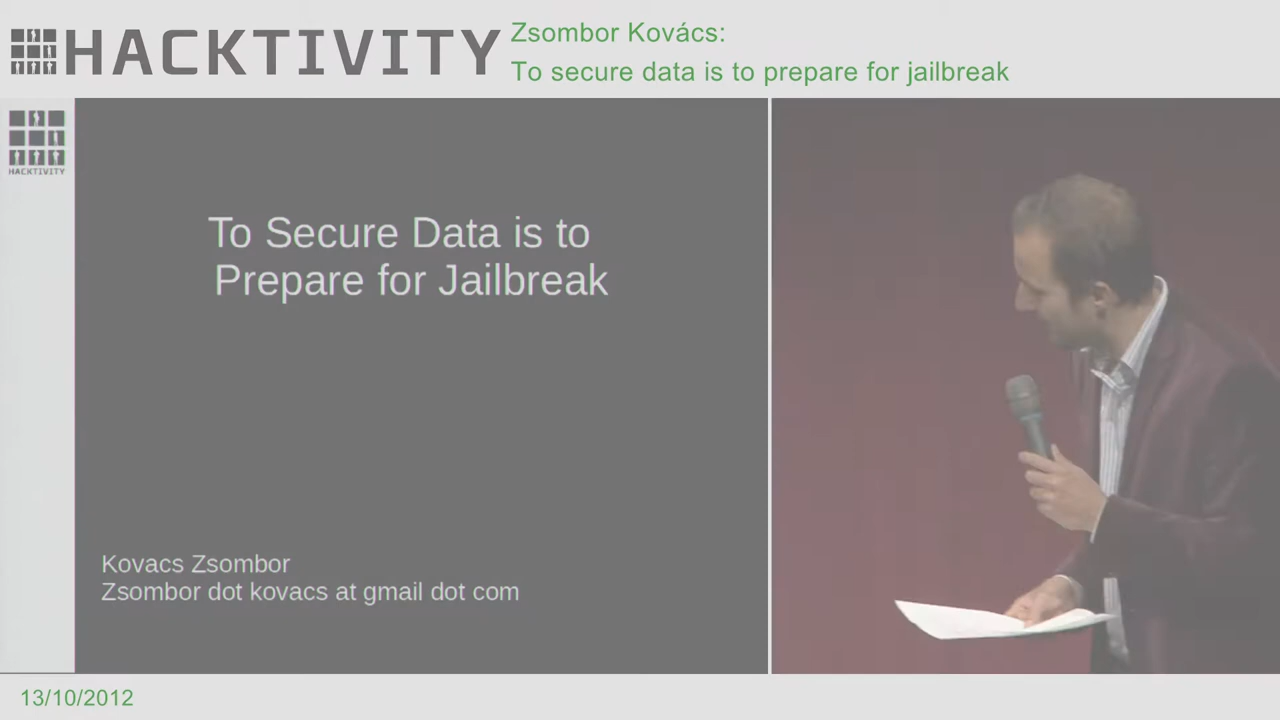 HACKTIVITY
Zsombor Kovács:
To secure data is to prepare for jailbreak
HACKTIVITY
To Secure Data is to
Prepare for Jailbreak
Kovacs Zsombor
Zsombor dot kovacs at gmail dot com
13/10/2012